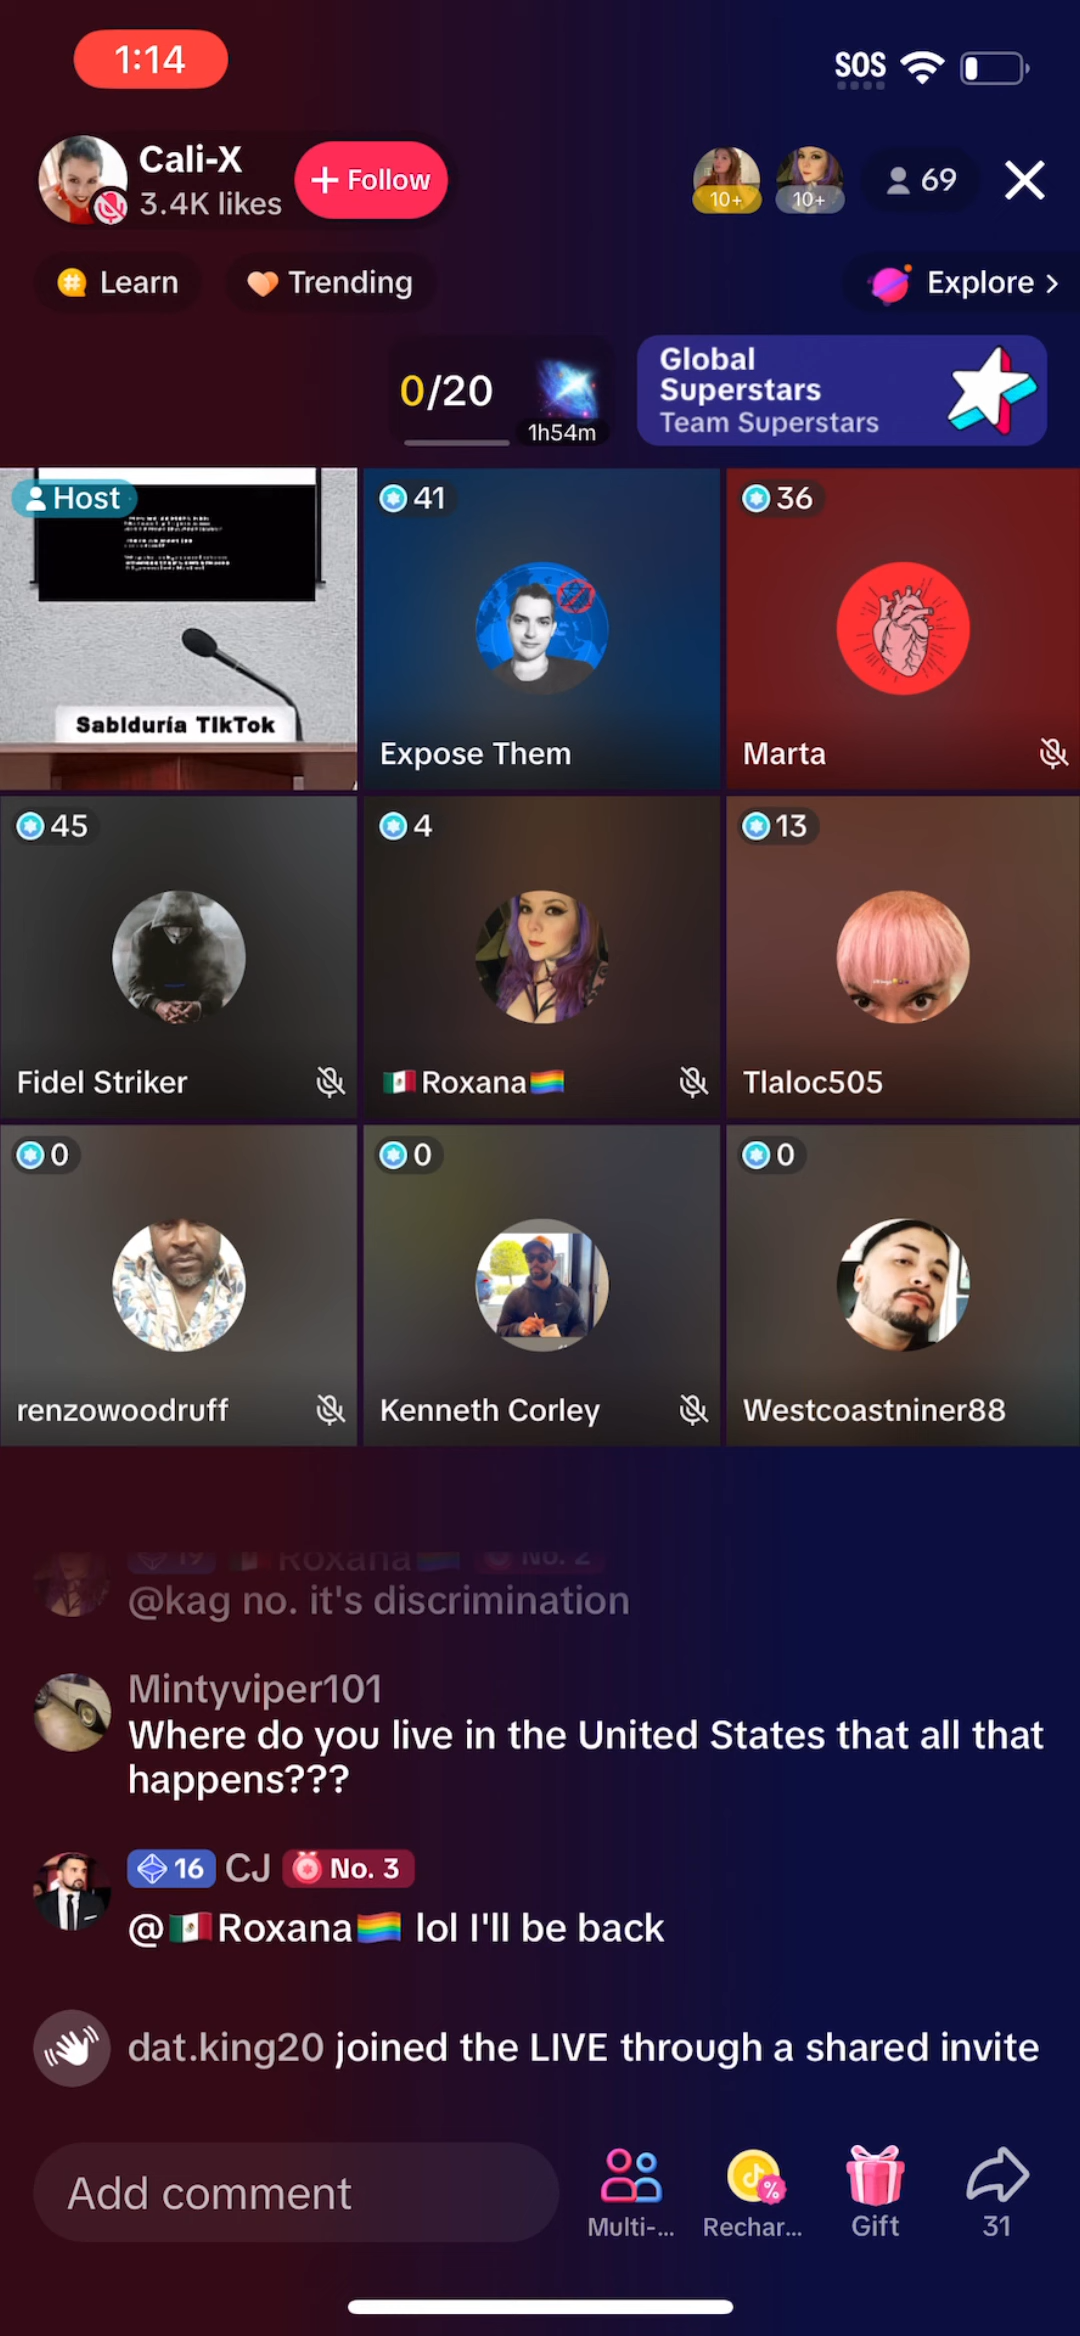 1:14
SOS
Cali-X
3.4K likes
+ Follow
10+
10+
69
Learn
Trending
Explore >
0/20
1h54m
Global
Superstars
Team Superstars
Host
Sabiduría TikTok
41
Expose Them
36
Marta
45
Fidel Striker
4
🇲🇽Roxana🏳️‍🌈
13
Tlaloc505
0
renzowoodruff
0
Kenneth Corley
0
Westcoastniner88
19 🇲🇽Roxana🏳️‍🌈 No. 2
@kag no. it's discrimination
Mintyviper101
Where do you live in the United States that all that
happens???
16 CJ No. 3
@🇲🇽Roxana🏳️‍🌈 lol I'll be back
dat.king20 joined the LIVE through a shared invite
Add comment
Multi-...
Rechar...
Gift
31